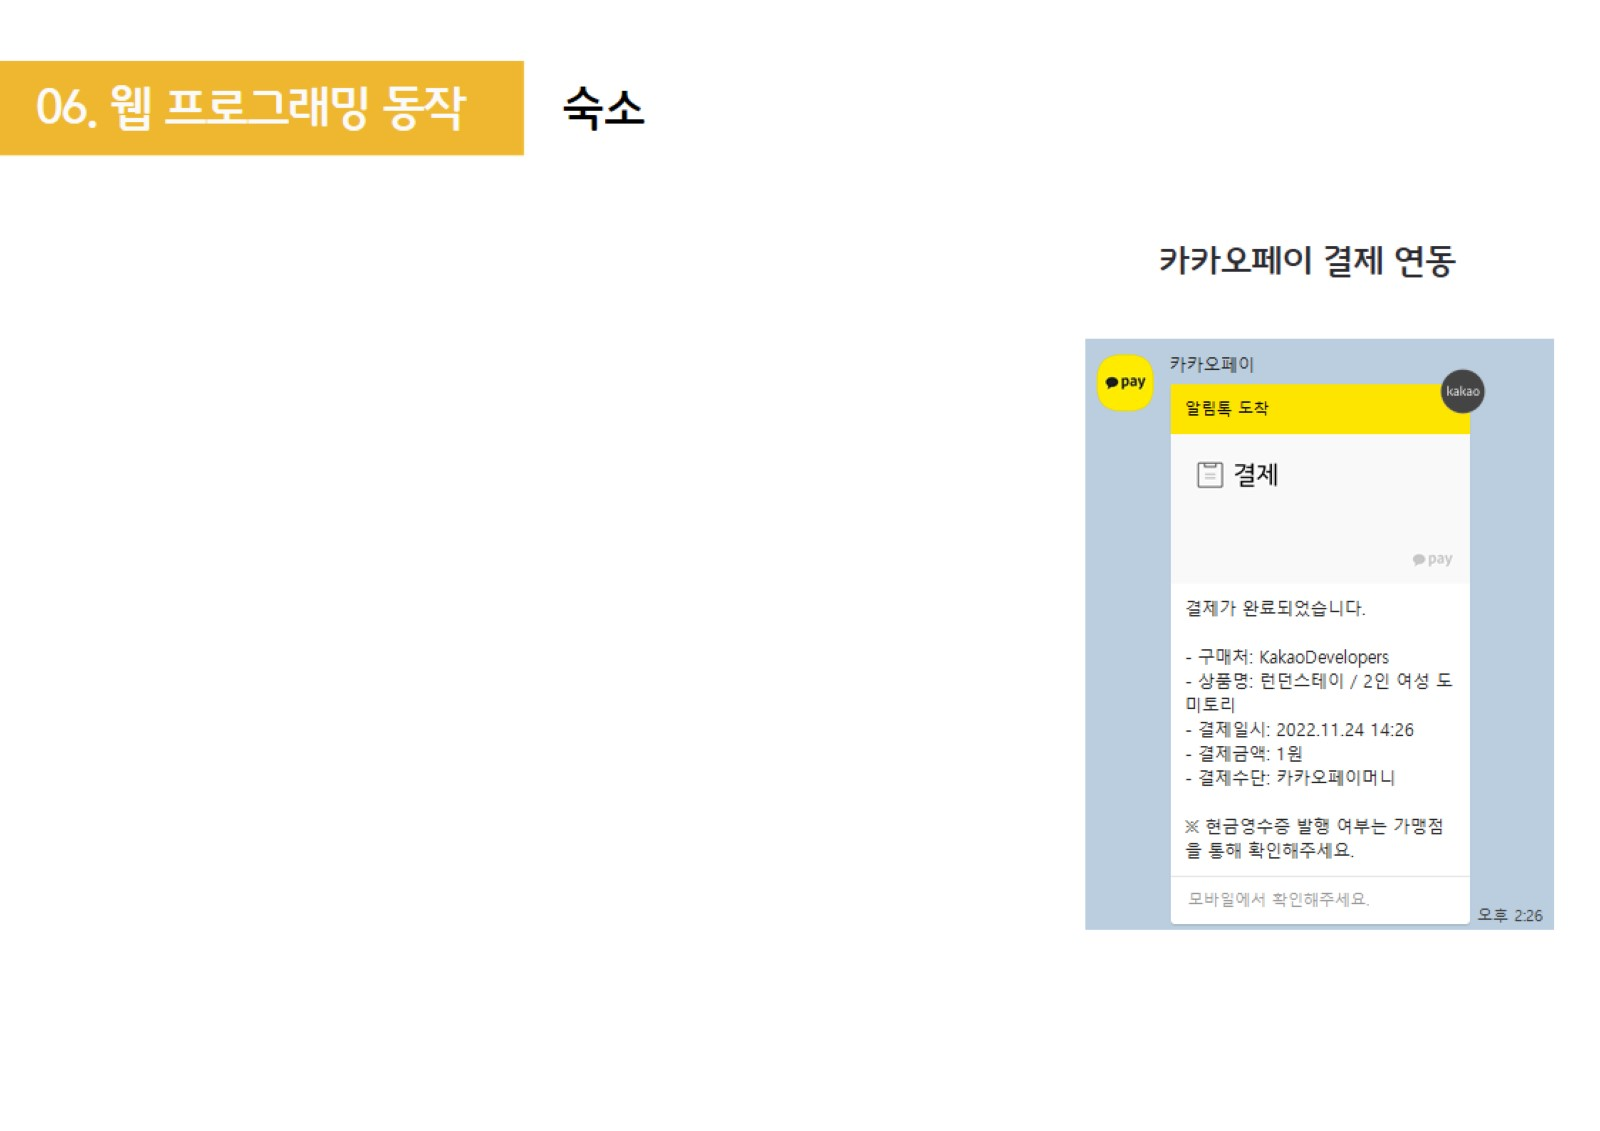 06. 웹 프로그래밍 동작
숙소
카카오페이 결제 연동
pay
카카오페이
kakao
알림톡 도착
결제
pay
결제가 완료되었습니다.
- 구매처: KakaoDevelopers
- 상품명: 런던스테이 / 2인 여성 도
미토리
- 결제일시: 2022.11.24 14:26
- 결제금액: 1원
- 결제수단: 카카오페이머니
※ 현금영수증 발행 여부는 가맹점
을 통해 확인해주세요.
모바일에서 확인해주세요.
오후 2:26